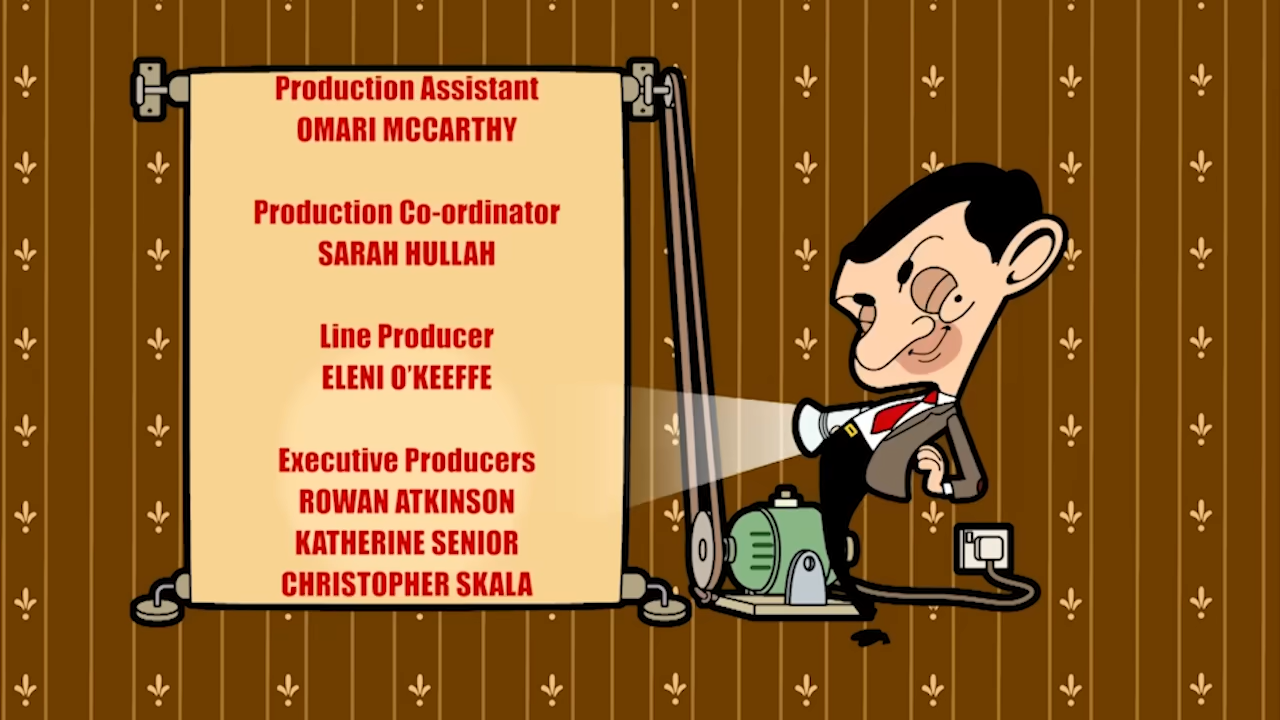 Production Assistant
OMARI MCCARTHY
Production Co-ordinator
SARAH HULLAH
Line Producer
ELENI O'KEEFFE
Executive Producers
ROWAN ATKINSON
KATHERINE SENIOR
CHRISTOPHER SKALA